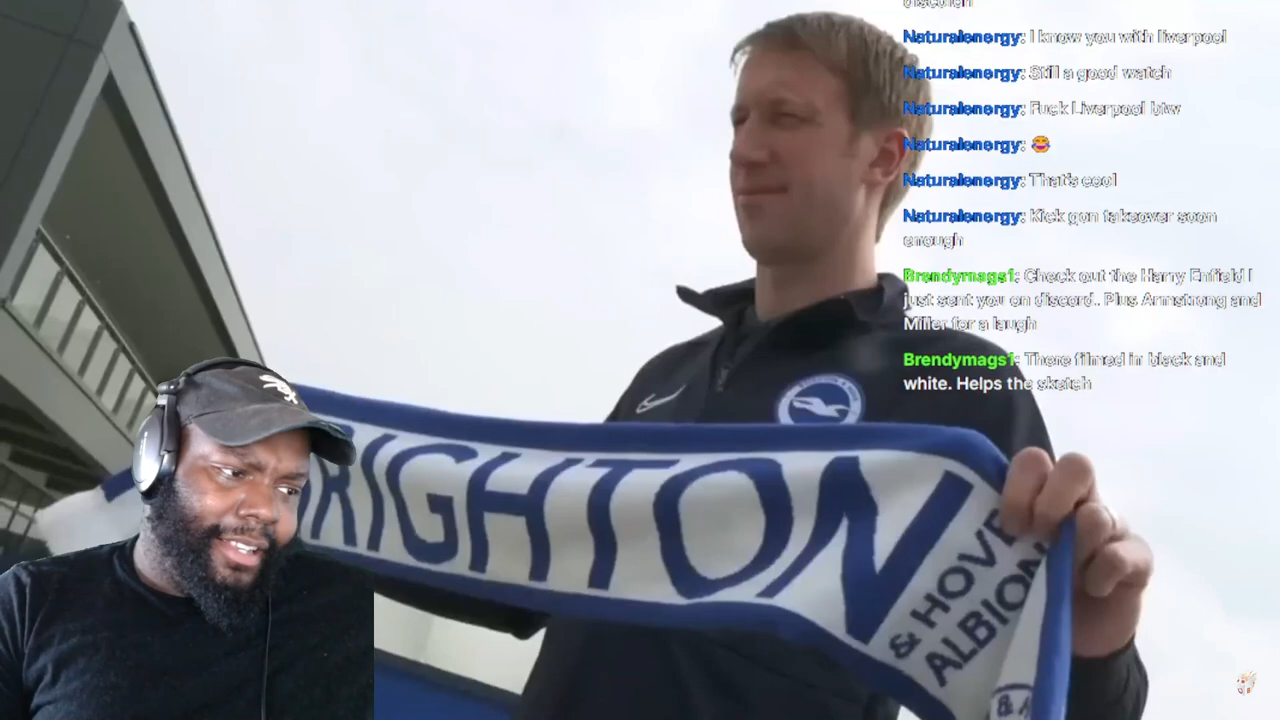 discord
Naturalenergy: I know you with liverpool
Naturalenergy: Still a good watch
Naturalenergy: Fuck Liverpool btw
Naturalenergy: 😂
Naturalenergy: That's cool
Naturalenergy: Kick gon takeover soon
enough
Brendymags1: Check out the Harry Enfield I
just sent you on discord. Plus Armstrong and
Miller for a laugh
Brendymags1: There filmed in black and
white. Helps the sketch
RIGHTON
& HOVE
ALBION